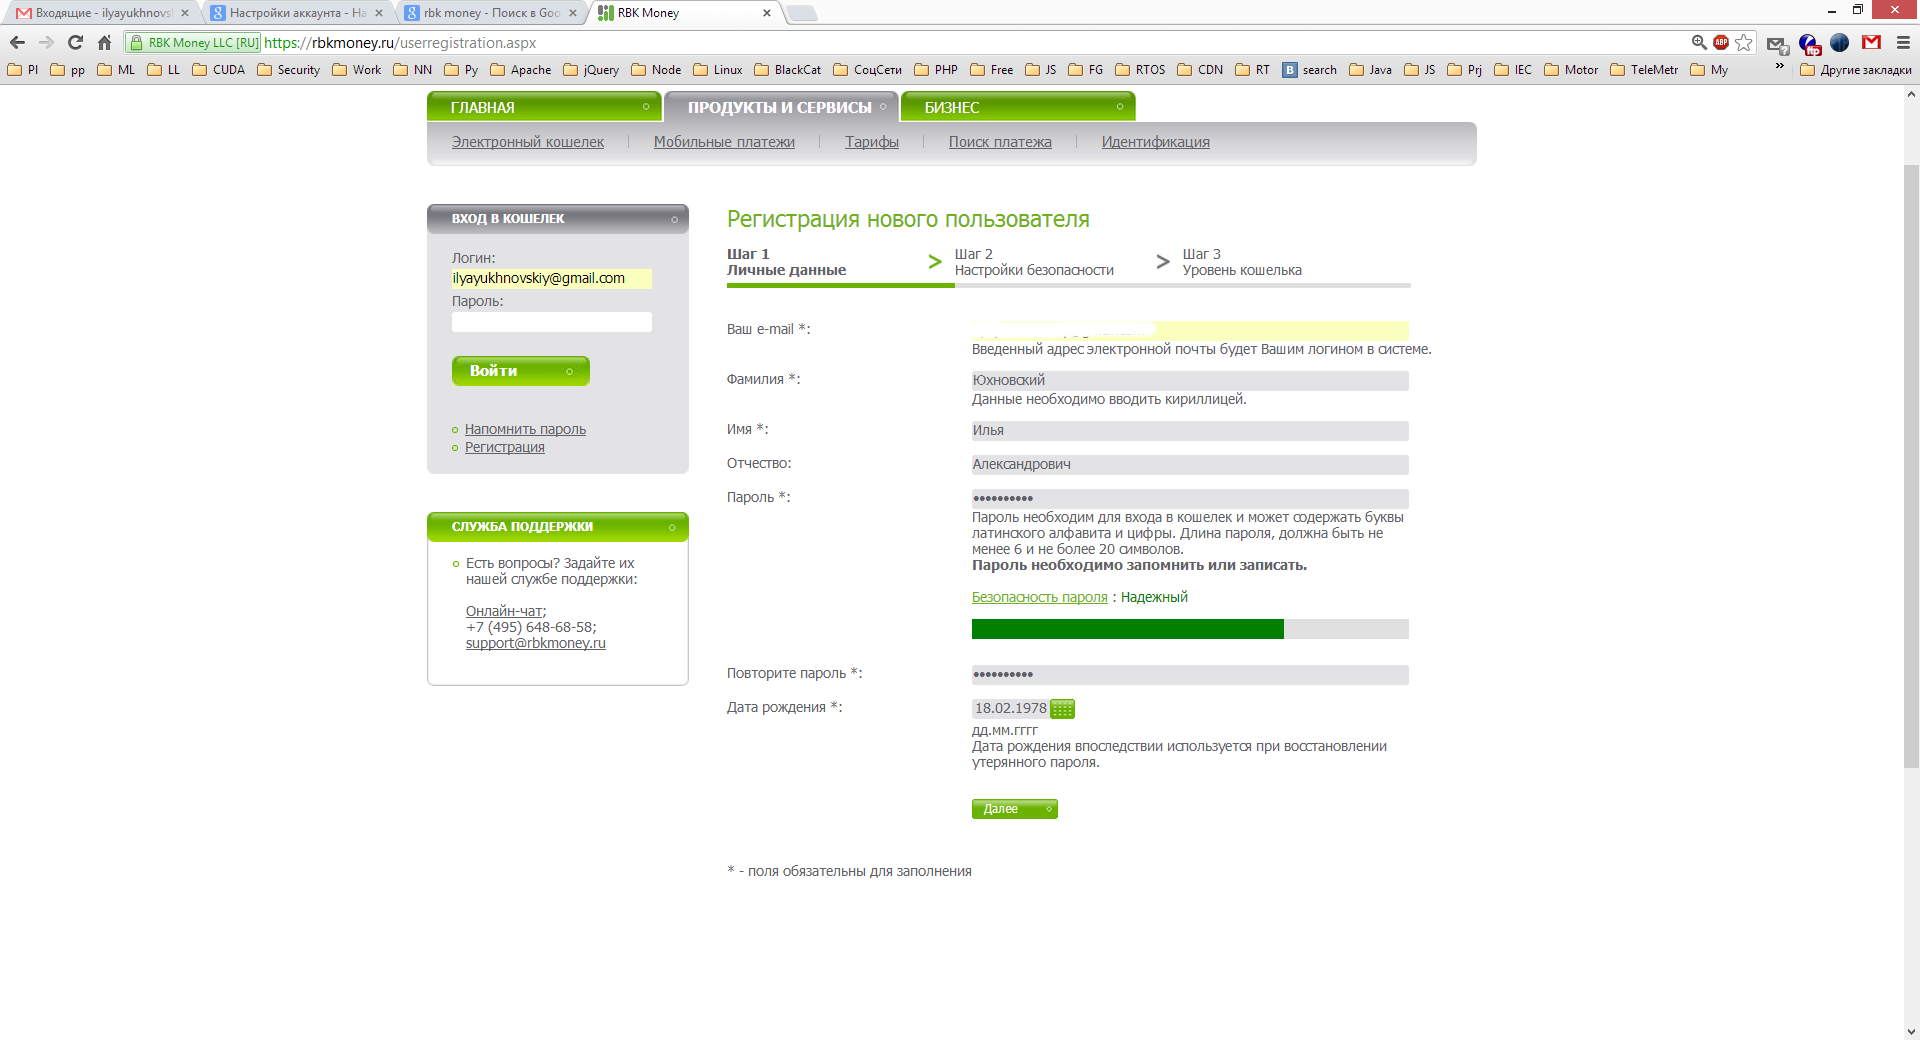 Входящие - ilyayukhnovsl
Настройки аккаунта - На
rbk money - Поиск в Goo
RBK Money
RBK Money LLC [RU] https://rbkmoney.ru/userregistration.aspx
PI
pp
ML
LL
CUDA
Security
Work
NN
Py
Apache
jQuery
Node
Linux
BlackCat
СоцСети
PHP
Free
JS
FG
RTOS
CDN
RT
search
Java
JS
Prj
IEC
Motor
TeleMetr
My
Другие закладки
ГЛАВНАЯ
ПРОДУКТЫ И СЕРВИСЫ
БИЗНЕС
Электронный кошелек
Мобильные платежи
Тарифы
Поиск платежа
Идентификация
ВХОД В КОШЕЛЕК
Логин:
ilyayukhnovskiy@gmail.com
Пароль:
Войти
Напомнить пароль
Регистрация
СЛУЖБА ПОДДЕРЖКИ
Есть вопросы? Задайте их
нашей службе поддержки:
Онлайн-чат;
+7 (495) 648-68-58;
support@rbkmoney.ru
Регистрация нового пользователя
Шаг 1
Личные данные
>
Шаг 2
Настройки безопасности
>
Шаг 3
Уровень кошелька
Ваш e-mail *:
Введенный адрес электронной почты будет Вашим логином в системе.
Фамилия *:
Юхновский
Данные необходимо вводить кириллицей.
Имя *:
Илья
Отчество:
Александрович
Пароль *:
••••••••••
Пароль необходим для входа в кошелек и может содержать буквы
латинского алфавита и цифры. Длина пароля, должна быть не
менее 6 и не более 20 символов.
Пароль необходимо запомнить или записать.
Безопасность пароля : Надежный
Повторите пароль *:
••••••••••
Дата рождения *:
18.02.1978
дд.мм.гггг
Дата рождения впоследствии используется при восстановлении
утерянного пароля.
Далее
* - поля обязательны для заполнения